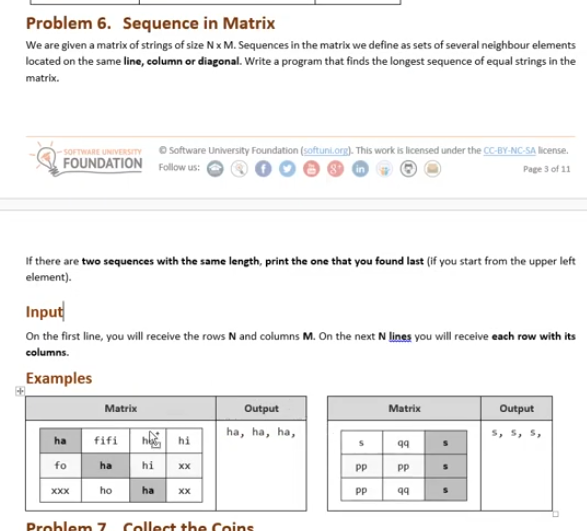 Problem 6. Sequence in Matrix
We are given a matrix of strings of size N x M. Sequences in the matrix we define as sets of several neighbour elements
located on the same line, column or diagonal. Write a program that finds the longest sequence of equal strings in the
matrix.
SOFTWARE UNIVERSITY
FOUNDATION
© Software University Foundation (softuni.org). This work is licensed under the CC-BY-NC-SA license.
Follow us:
Page 3 of 11
If there are two sequences with the same length, print the one that you found last (if you start from the upper left
element).
Input
On the first line, you will receive the rows N and columns M. On the next N lines you will receive each row with its
columns.
Examples
Matrix Output
ha fifi hi ha, ha, ha,
fo ha hi xx
xxx ho ha xx
Matrix Output
s qq s s, s, s,
pp pp s
pp qq s
Problem 7. Collect the Coins